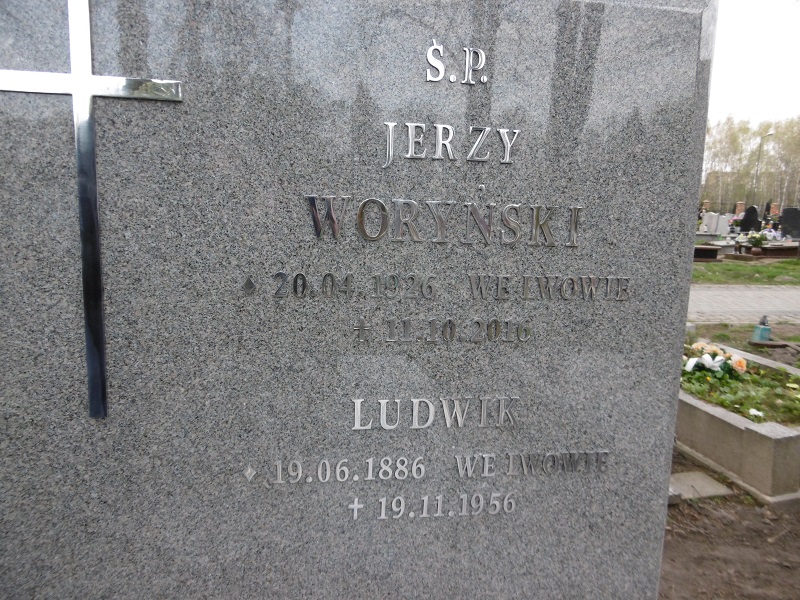 Ś.P.
JERZY
WORYŃSKI
♦ 20.04.1926 WE LWOWIE
✝ 11.10.2016
LUDWIK
♦ 19.06.1886 WE LWOWIE
✝ 19.11.1956